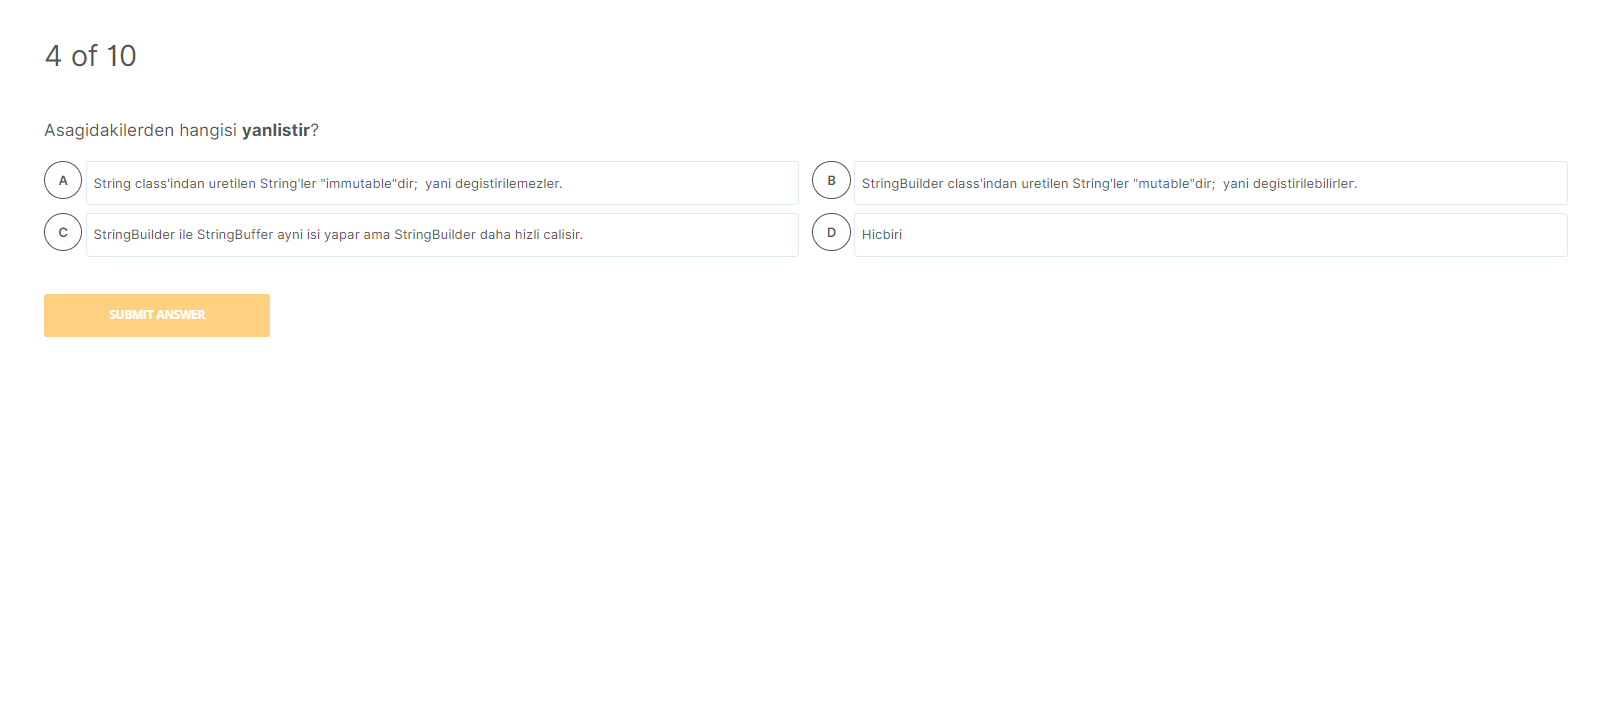 4 of 10
Asagidakilerden hangisi yanlistir?
A String class'indan uretilen String'ler "immutable"dir;  yani degistirilemezler.
B StringBuilder class'indan uretilen String'ler "mutable"dir;  yani degistirilebilirler.
C StringBuilder ile StringBuffer ayni isi yapar ama StringBuilder daha hizli calisir.
D Hicbiri
SUBMIT ANSWER